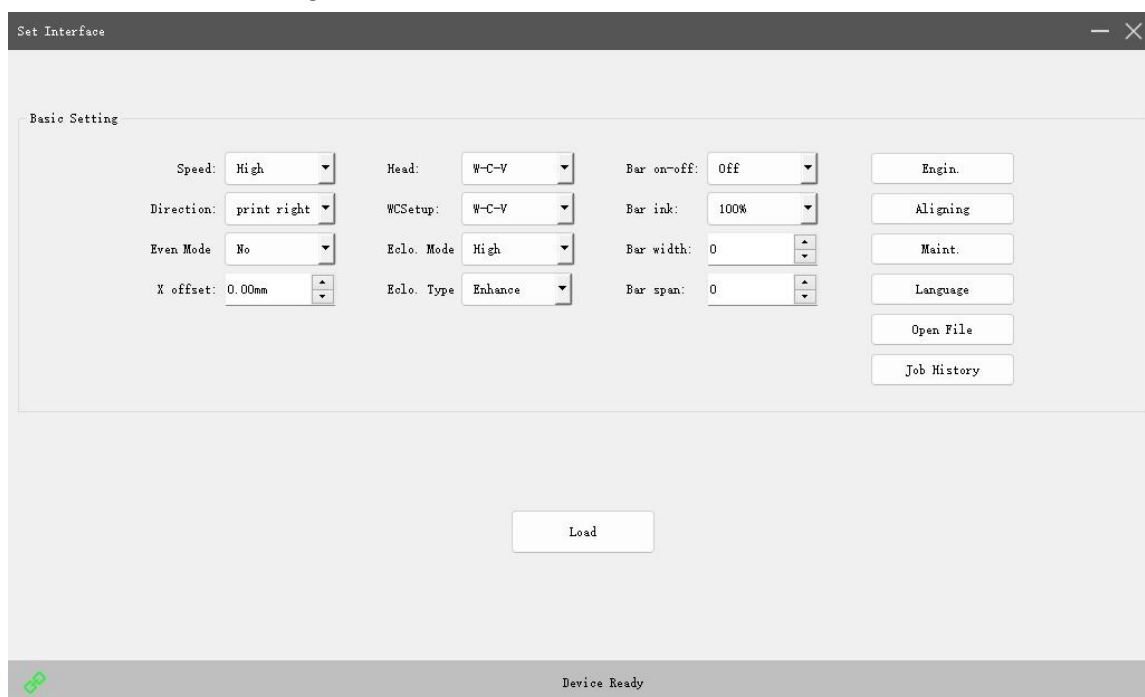 Set Interface
Basic Setting
Speed: High Head: W-C-V Bar on-off: Off Engin.
Direction: print right WCSetup: W-C-V Bar ink: 100% Aligning
Even Mode No Eclo. Mode High Bar width: 0 Maint.
X offset: 0.00mm Eclo. Type Enhance Bar span: 0 Language
Open File
Job History
Load
Device Ready